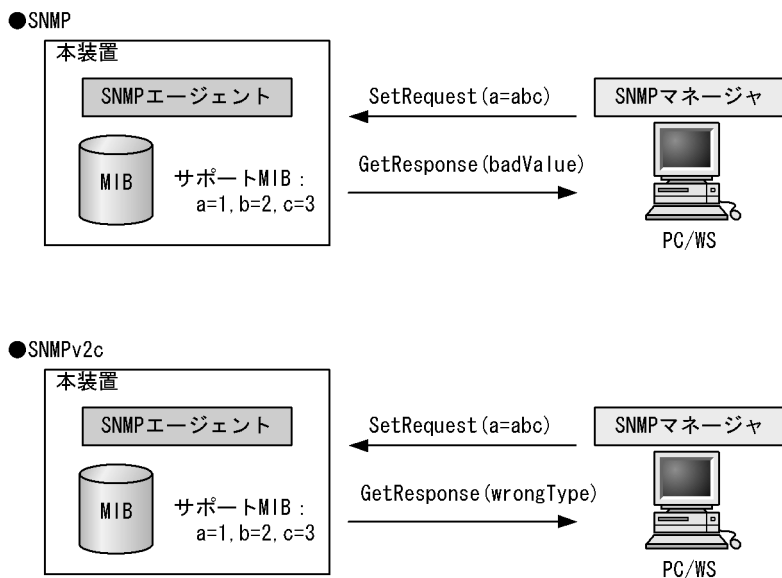 ●SNMP
本装置
SNMPエージェント
SetRequest(a=abc)
SNMPマネージャ
GetResponse(badValue)
MIB
サポートMIB:
a=1,b=2,c=3
PC/WS
●SNMPv2c
本装置
SNMPエージェント
SetRequest(a=abc)
SNMPマネージャ
GetResponse(wrongType)
MIB
サポートMIB:
a=1,b=2,c=3
PC/WS